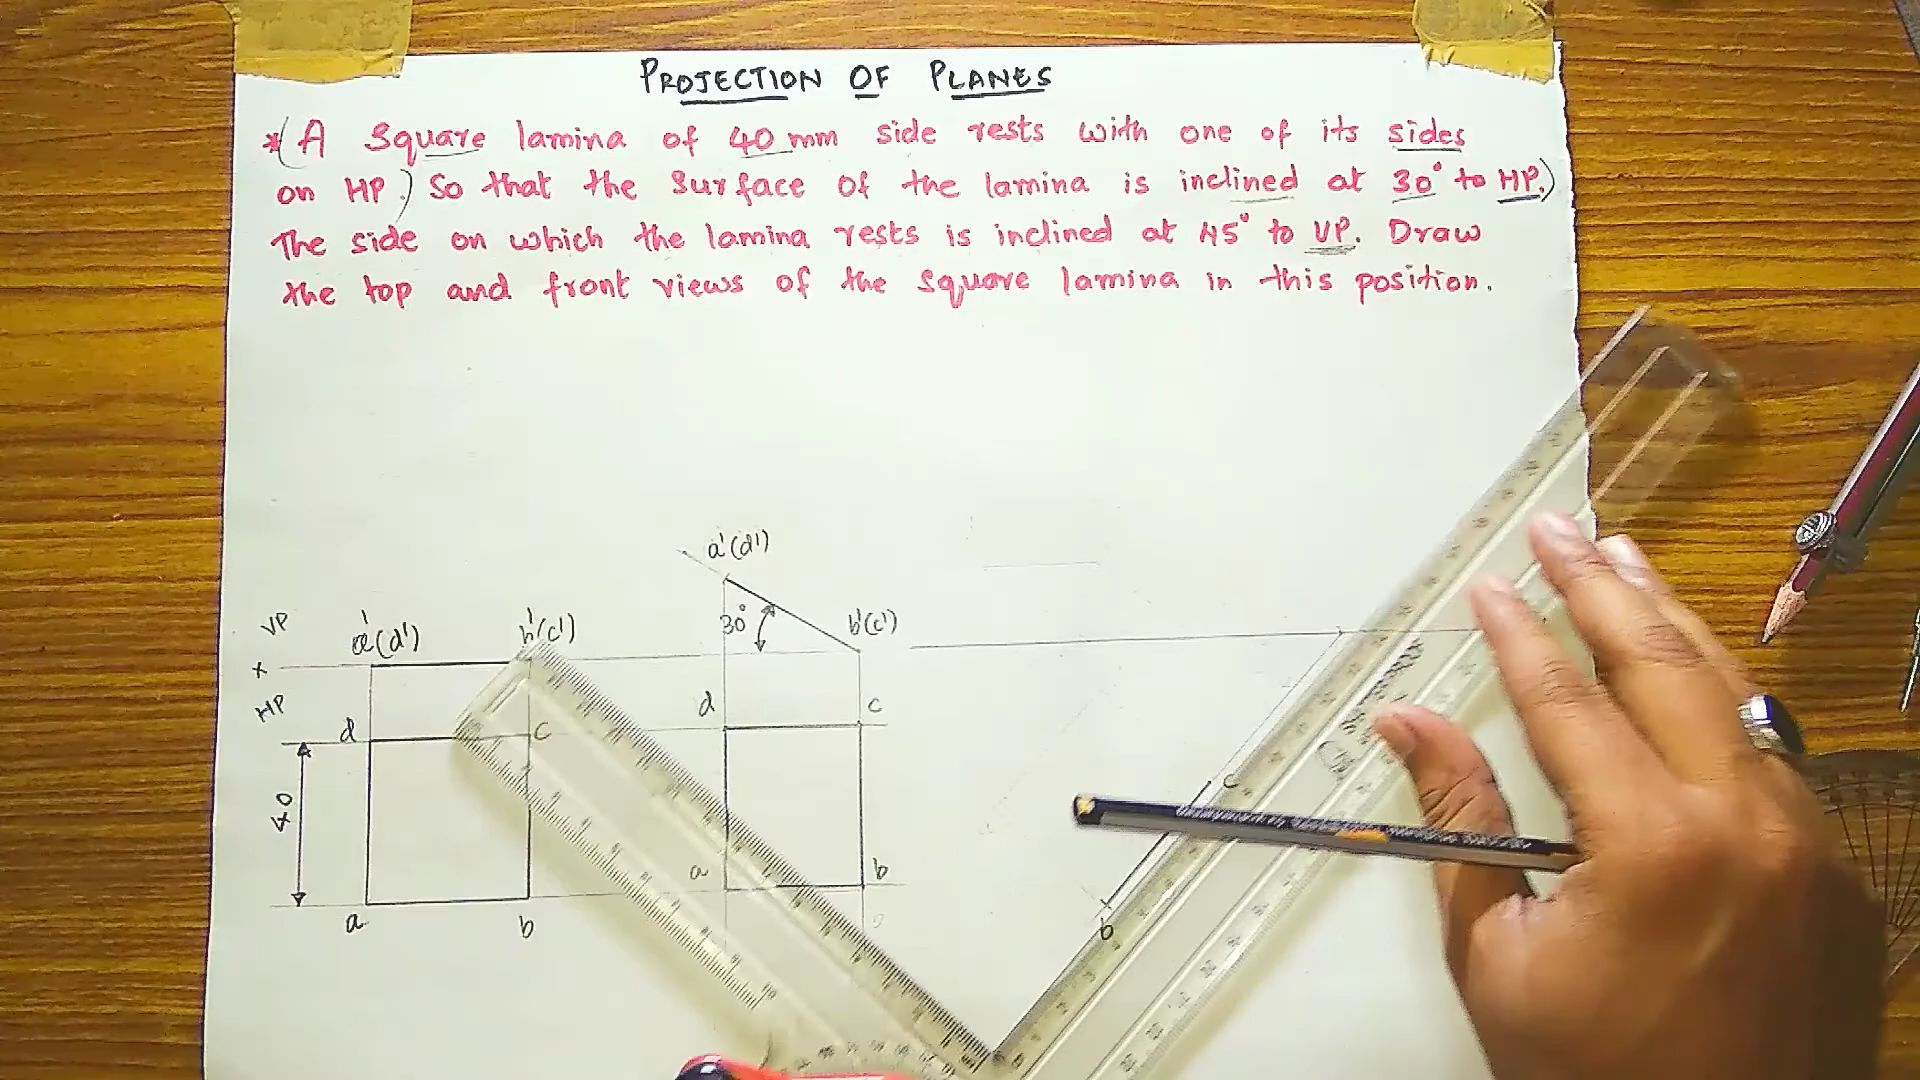 PROJECTION OF PLANES
*(A square lamina of 40 mm side rests with one of its sides
on HP.) So that the surface of the lamina is inclined at 30° to HP.)
The side on which the lamina rests is inclined at 45° to VP. Draw
the top and front views of the square lamina in this position.
a'(d')
30°
b'(c')
VP
a'(d')
b'(c')
X
HP
d
c
d
c
40
a
b
c
a
b
b